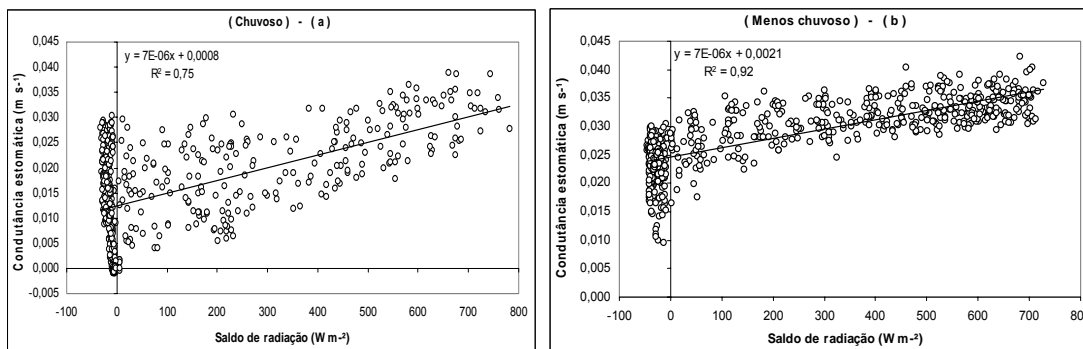 ( Chuvoso ) - ( a )
y = 7E-06x + 0,0008
R² = 0,75
Condutância estomática (m s-¹)
0,045
0,040
0,035
0,030
0,025
0,020
0,015
0,010
0,005
0,000
-0,005
-100 0 100 200 300 400 500 600 700 800
Saldo de radiação (W m-²)
( Menos chuvoso ) - ( b )
y = 7E-06x + 0,0021
R² = 0,92
Condutância estomática (m s-¹)
0,045
0,040
0,035
0,030
0,025
0,020
0,015
0,010
0,005
0,000
-100 0 100 200 300 400 500 600 700 80
Saldo de radiação (W m-²)